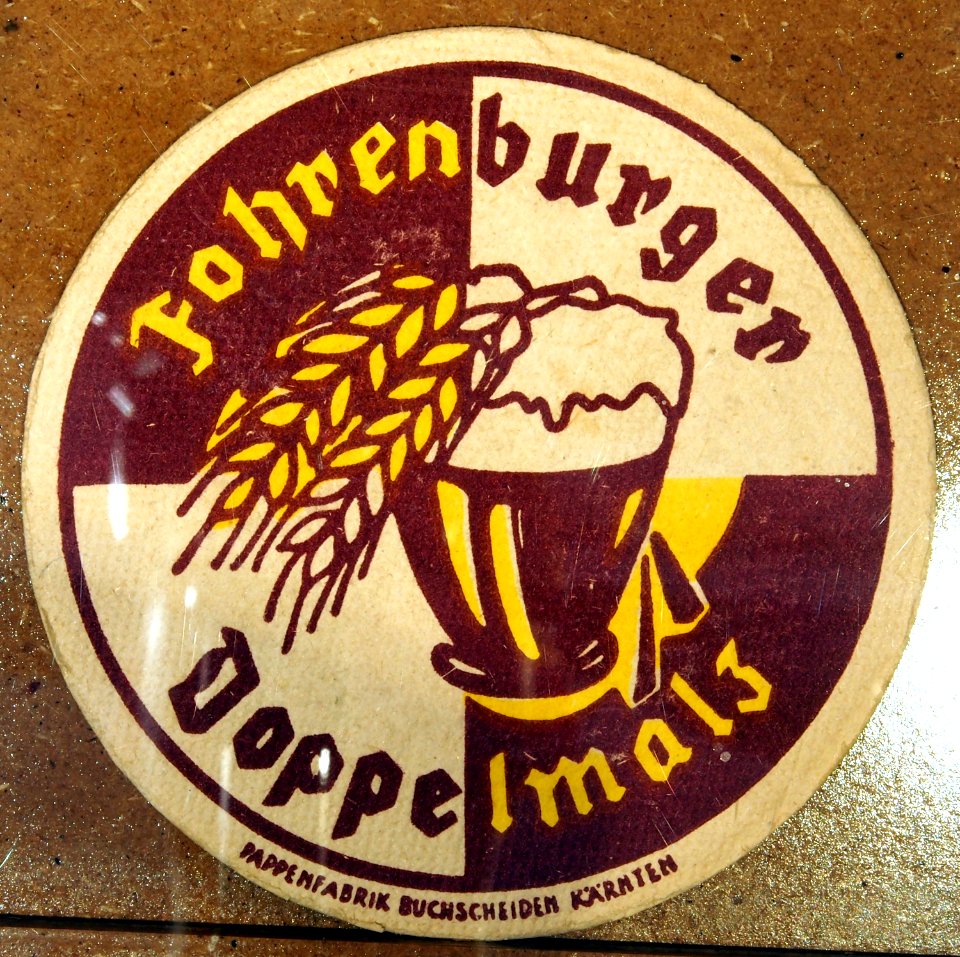 Fohrenburger
Doppelmalz
PAPPENFABRIK BUCHSCHEIDEN KÄRNTEN